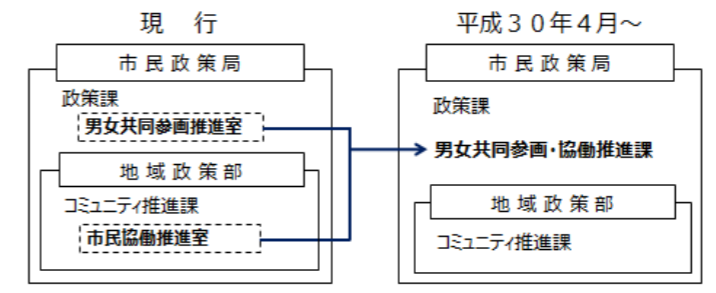 現　行
市民政策局
政策課
男女共同参画推進室
地域政策部
コミュニティ推進課
市民協働推進室
平成３０年４月～
市民政策局
政策課
男女共同参画・協働推進課
地域政策部
コミュニティ推進課